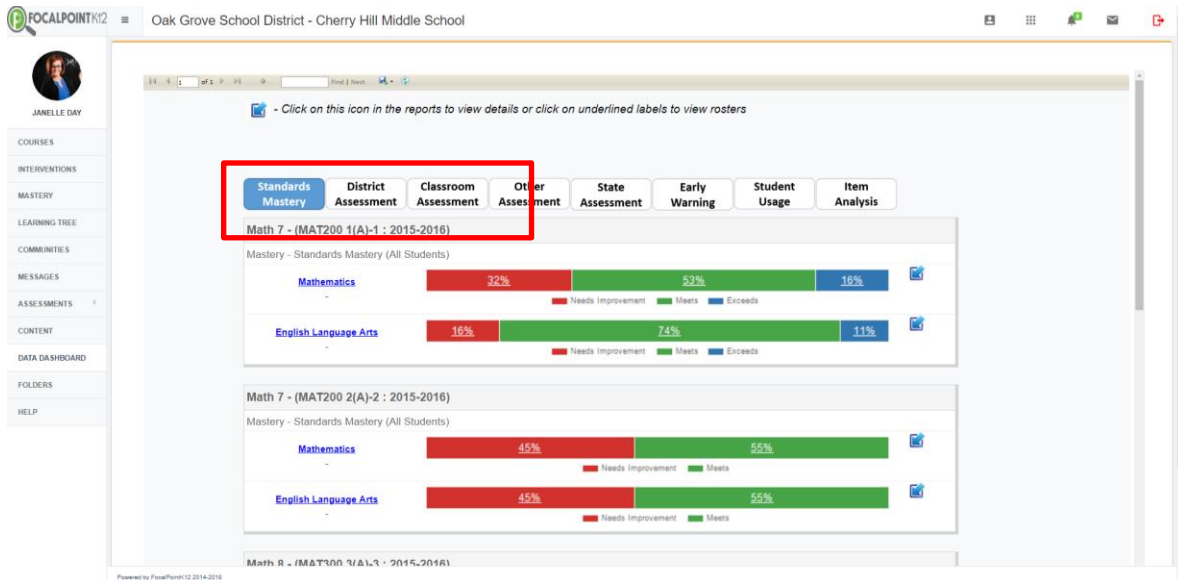 FOCALPOINTK12
Oak Grove School District - Cherry Hill Middle School
JANELLE DAY
COURSES
INTERVENTIONS
MASTERY
LEARNING TREE
COMMUNITIES
MESSAGES
ASSESSMENTS
CONTENT
DATA DASHBOARD
FOLDERS
HELP
1 of 1 Find | Next
- Click on this icon in the reports to view details or click on underlined labels to view rosters
Standards Mastery
District Assessment
Classroom Assessment
Other Assessment
State Assessment
Early Warning
Student Usage
Item Analysis
Math 7 - (MAT200 1(A)-1 : 2015-2016)
Mastery - Standards Mastery (All Students)
Mathematics 32% 53% 16%
-
Needs Improvement Meets Exceeds
English Language Arts 16% 74% 11%
-
Needs Improvement Meets Exceeds
Math 7 - (MAT200 2(A)-2 : 2015-2016)
Mastery - Standards Mastery (All Students)
Mathematics 45% 55%
-
Needs Improvement Meets
English Language Arts 45% 55%
-
Needs Improvement Meets
Math 8 - (MAT300 3(A)-3 : 2015-2016)
Powered by FocalPointK12 2014-2016